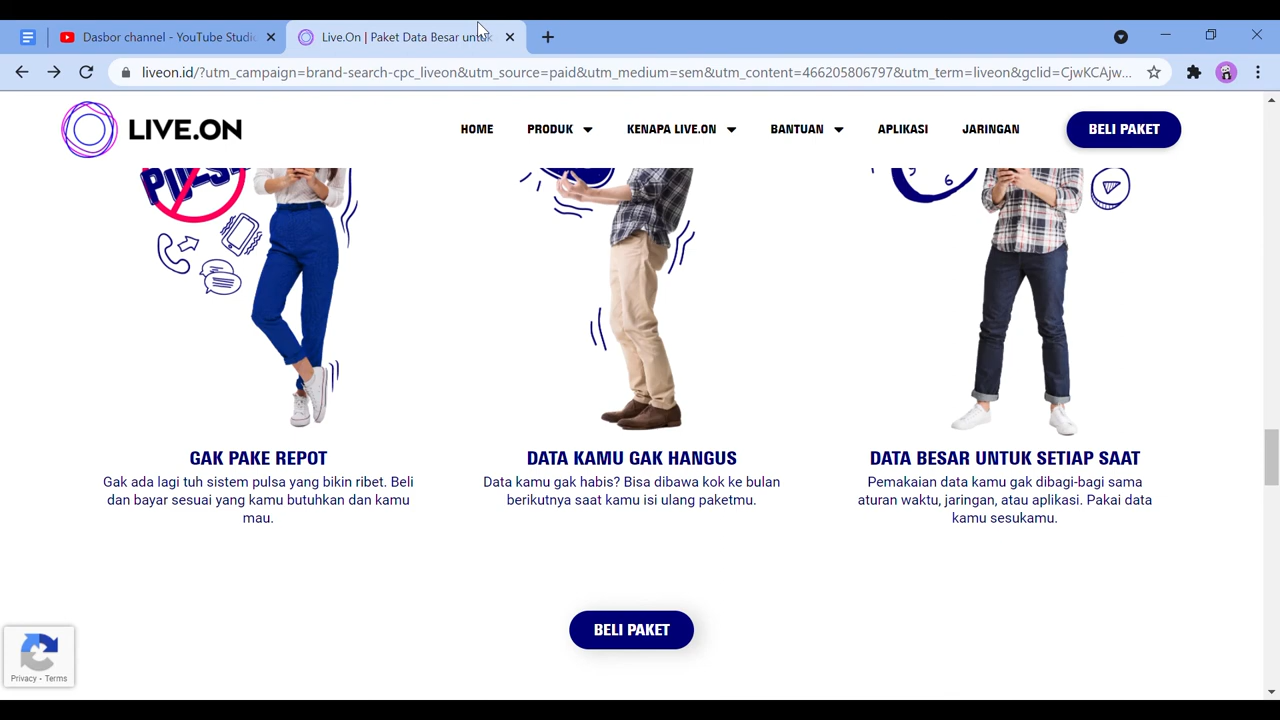 Dasbor channel - YouTube Studio
Live.On | Paket Data Besar untuk
liveon.id/?utm_campaign=brand-search-cpc_liveon&utm_source=paid&utm_medium=sem&utm_content=466205806797&utm_term=liveon&gclid=CjwKCAjw...
LIVE.ON
HOME
PRODUK
KENAPA LIVE.ON
BANTUAN
APLIKASI
JARINGAN
BELI PAKET
PULSA
GAK PAKE REPOT
Gak ada lagi tuh sistem pulsa yang bikin ribet. Beli
dan bayar sesuai yang kamu butuhkan dan kamu
mau.
DATA KAMU GAK HANGUS
Data kamu gak habis? Bisa dibawa kok ke bulan
berikutnya saat kamu isi ulang paketmu.
6
DATA BESAR UNTUK SETIAP SAAT
Pemakaian data kamu gak dibagi-bagi sama
aturan waktu, jaringan, atau aplikasi. Pakai data
kamu sesukamu.
BELI PAKET
Privacy - Terms